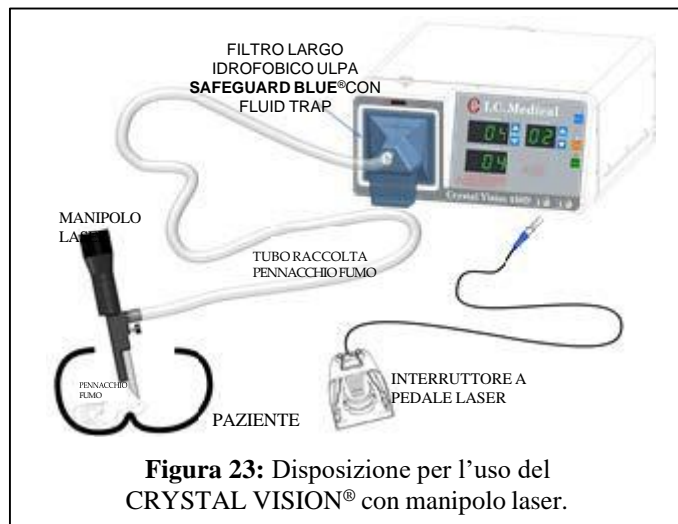 FILTRO LARGO
IDROFOBICO ULPA
SAFEGUARD BLUE®CON
FLUID TRAP
I.C.Medical
04 02
04
Crystal Vision
MANIPOLO
LASE
TUBO RACCOLTA
PENNACCHIO FUMO
PENNACCHIO
FUMO
PAZIENTE
INTERRUTTORE A
PEDALE LASER
Figura 23: Disposizione per l’uso del
CRYSTAL VISION® con manipolo laser.